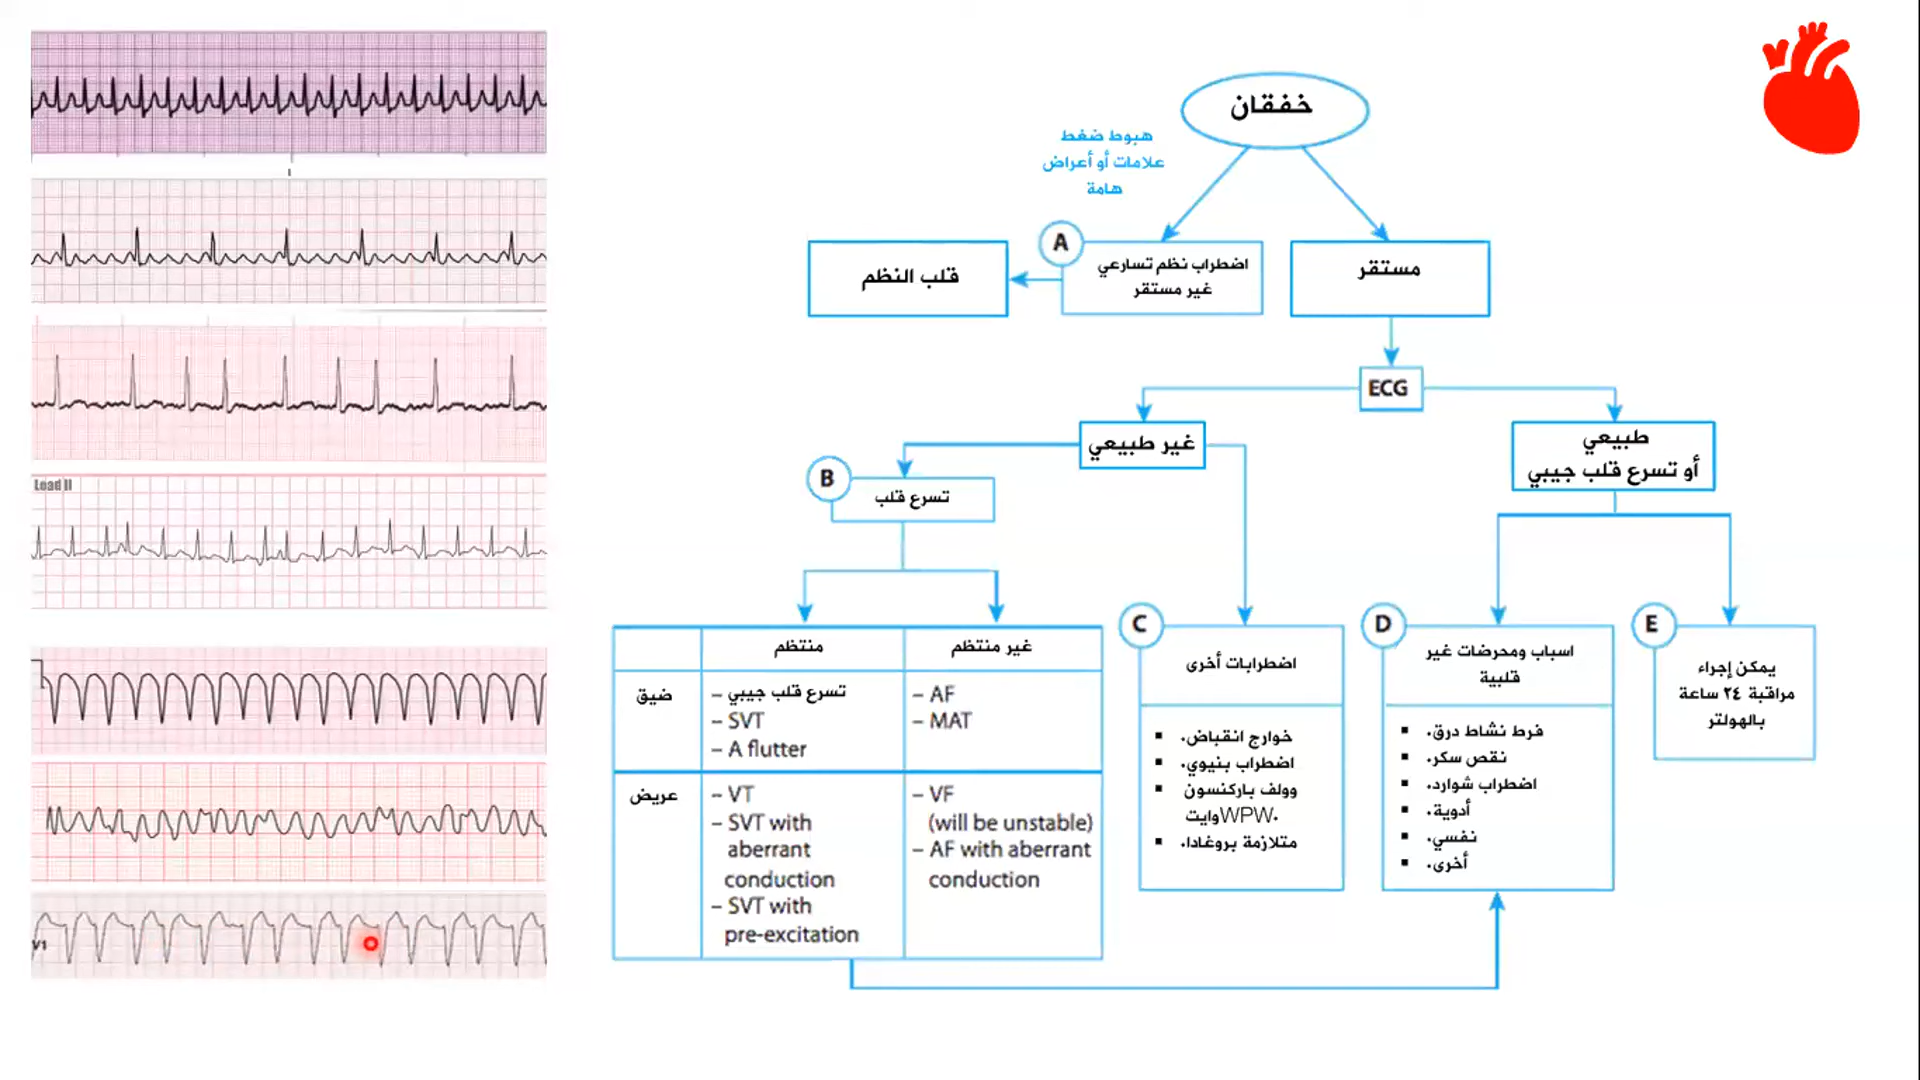 خفقان
هبوط ضغط
علامات أو أعراض
هامة
A
اضطراب نظم تسارعي
غير مستقر
قلب النظم
مستقر
ECG
غير طبيعي
طبيعي
أو تسرع قلب جيبي
B
تسرع قلب
منتظم
غير منتظم
ضيق
– تسرع قلب جيبي
– SVT
– A flutter
– AF
– MAT
عريض
– VT
– SVT with
aberrant
conduction
– SVT with
pre-excitation
– VF
(will be unstable)
– AF with aberrant
conduction
C
اضطرابات أخرى
▪ خوارج انقباض.
▪ اضطراب بنيوي.
▪ وولف باركنسون
وايتWPW.
▪ متلازمة بروغادا.
D
اسباب ومحرضات غير
قلبية
▪ فرط نشاط درق.
▪ نقص سكر.
▪ اضطراب شوارد.
▪ أدوية.
▪ نفسي.
▪ أخرى.
E
يمكن إجراء
مراقبة ٢٤ ساعة
بالهولتر
Lead II
V1